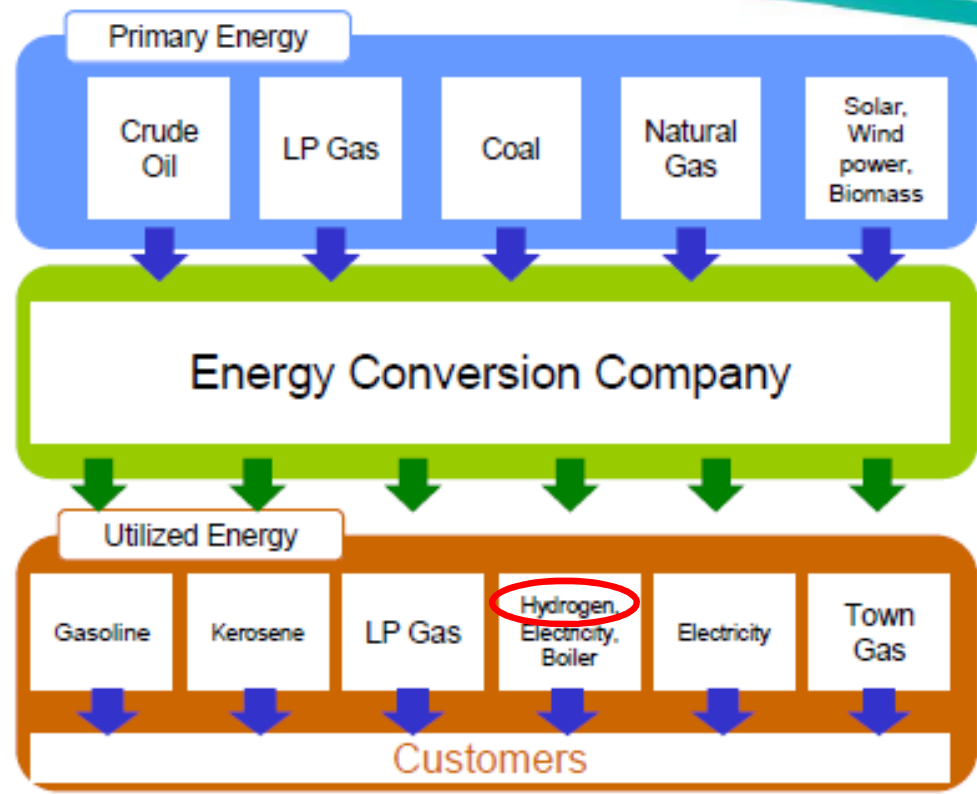 Primary Energy
Crude
Oil
LP Gas
Coal
Natural
Gas
Solar,
Wind
power,
Biomass
Energy Conversion Company
Utilized Energy
Gasoline
Kerosene
LP Gas
Hydrogen,
Electricity,
Boiler
Electricity
Town
Gas
Customers